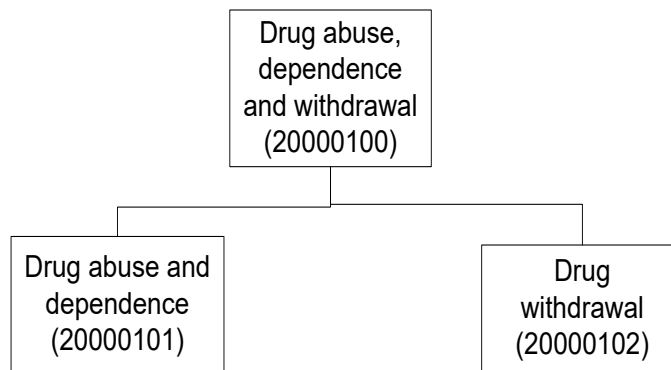 Drug abuse,
dependence
and withdrawal
(20000100)
Drug abuse and
dependence
(20000101)
Drug
withdrawal
(20000102)